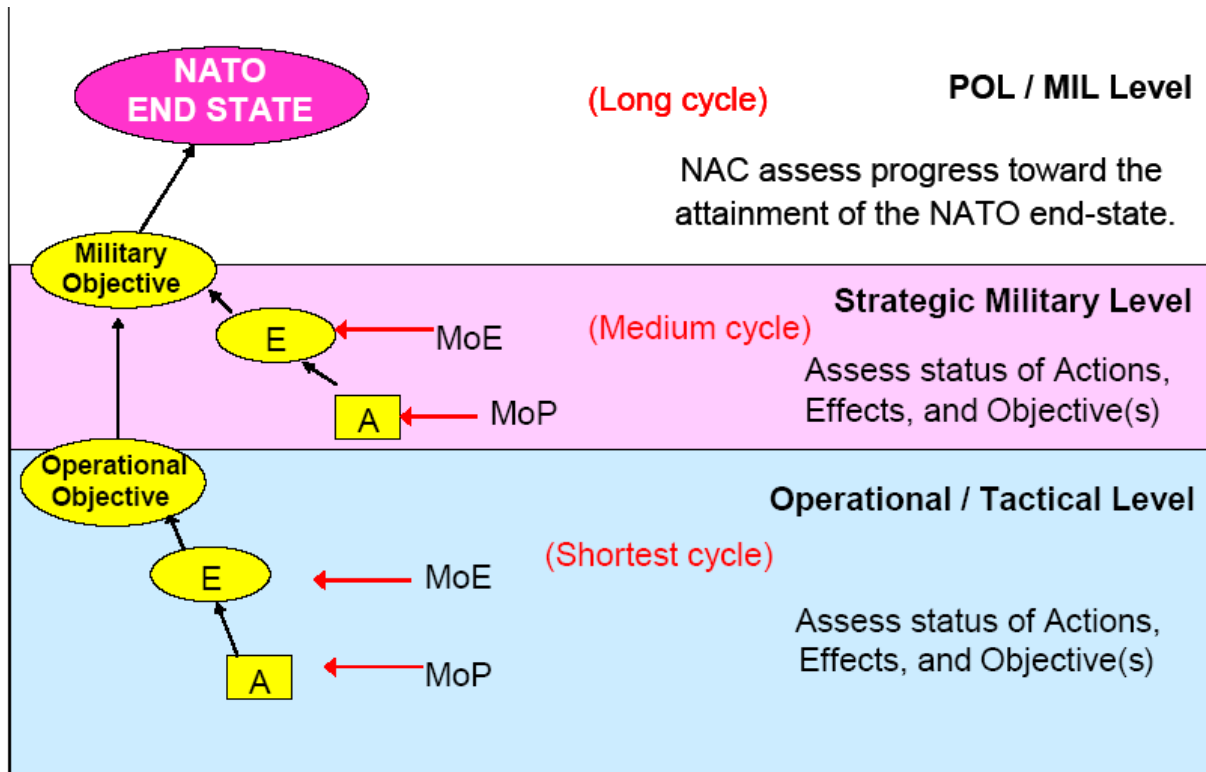 NATO
END STATE
(Long cycle)
POL / MIL Level
NAC assess progress toward the
attainment of the NATO end-state.
Military
Objective
Strategic Military Level
E
MoE
(Medium cycle)
Assess status of Actions,
Effects, and Objective(s)
A
MoP
Operational
Objective
Operational / Tactical Level
(Shortest cycle)
E
MoE
Assess status of Actions,
Effects, and Objective(s)
A
MoP